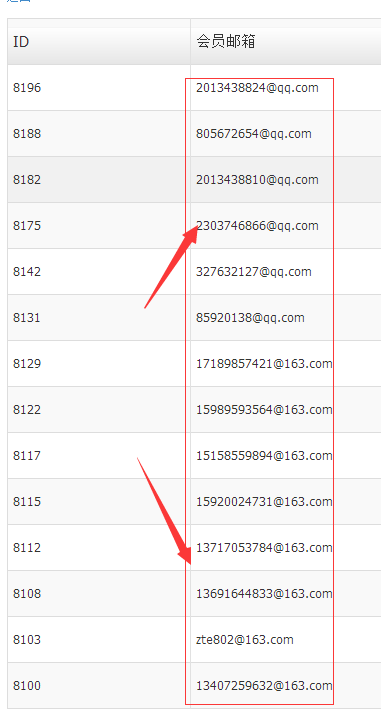 ID 会员邮箱
8196 2013438824@qq.com
8188 805672654@qq.com
8182 2013438810@qq.com
8175 2303746866@qq.com
8142 327632127@qq.com
8131 85920138@qq.com
8129 17189857421@163.com
8122 15989593564@163.com
8117 15158559894@163.com
8115 15920024731@163.com
8112 13717053784@163.com
8108 13691644833@163.com
8103 zte802@163.com
8100 13407259632@163.com